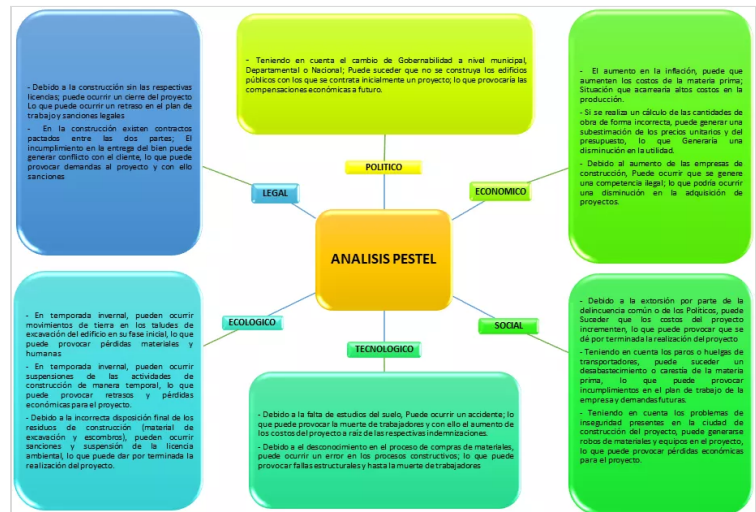 - Debido a la construcción sin las respectivas
licencias; puede ocurrir un cierre del proyecto
Lo que puede ocurrir un retraso en el plan de
trabajo y sanciones legales
- En la construcción existen contractos
pactados entre las dos partes; El
incumplimiento en la entrega del bien puede
generar conflicto con el cliente, lo que puede
provocar demandas al proyecto y con ello
sanciones
LEGAL
- Teniendo en cuenta el cambio de Gobernabilidad a nivel municipal,
Departamental o Nacional; Puede suceder que no se construya los edificios
públicos con los que se contrata inicialmente un proyecto; lo que provocaría las
compensaciones económicas a futuro.
POLITICO
- El aumento en la inflación, puede que
aumenten los costos de la materia prima;
Situación que acarrearía altos costos en la
producción.
- Si se realiza un cálculo de las cantidades
de obra de forma incorrecta, puede generar una
subestimación de los precios unitarios y del
presupuesto, lo que Generaría una
disminución en la utilidad.
- Debido al aumento de las empresas de
construcción, Puede ocurrir que se genere
una competencia ilegal; lo que podría ocurrir
una disminución en la adquisición de
proyectos.
ECONOMICO
ANALISIS PESTEL
ECOLOGICO
- En temporada invernal, pueden ocurrir
movimientos de tierra en los taludes de
excavación del edificio en su fase inicial, lo que
puede provocar pérdidas materiales y
humanas
- En temporada invernal, pueden ocurrir
suspensiones de las actividades de
construcción de manera temporal, lo que
puede provocar retrasos y pérdidas
económicas para el proyecto.
- Debido a la incorrecta disposición final de los
residuos de construcción (material de
excavación y escombros), pueden ocurrir
sanciones y suspensión de la licencia
ambiental, lo que puede dar por terminada la
realización del proyecto.
TECNOLOGICO
- Debido a la falta de estudios del suelo, Puede ocurrir un accidente; lo
que puede provocar la muerte de trabajadores y con ello el aumento de
los costos del proyecto a raíz de las respectivas indemnizaciones.
- Debido a el desconocimiento en el proceso de compras de materiales,
puede ocurrir un error en los procesos constructivos; lo que puede
provocar fallas estructurales y hasta la muerte de trabajadores
SOCIAL
- Debido a la extorsión por parte de la
delincuencia común o de los Políticos, puede
Suceder que los costos del proyecto
incrementen, lo que puede provocar que se
dé por terminada la realización del proyecto
- Teniendo en cuenta los paros o huelgas de
transportadores, puede suceder un
desabastecimiento o carestía de la materia
prima, lo que puede provocar
incumplimientos en el plan de trabajo de la
empresa y demandas futuras.
- Teniendo en cuenta los problemas de
inseguridad presentes en la ciudad de
construcción del proyecto, puede generarse
robos de materiales y equipos en el proyecto,
lo que puede provocar pérdidas económicas
para el proyecto.